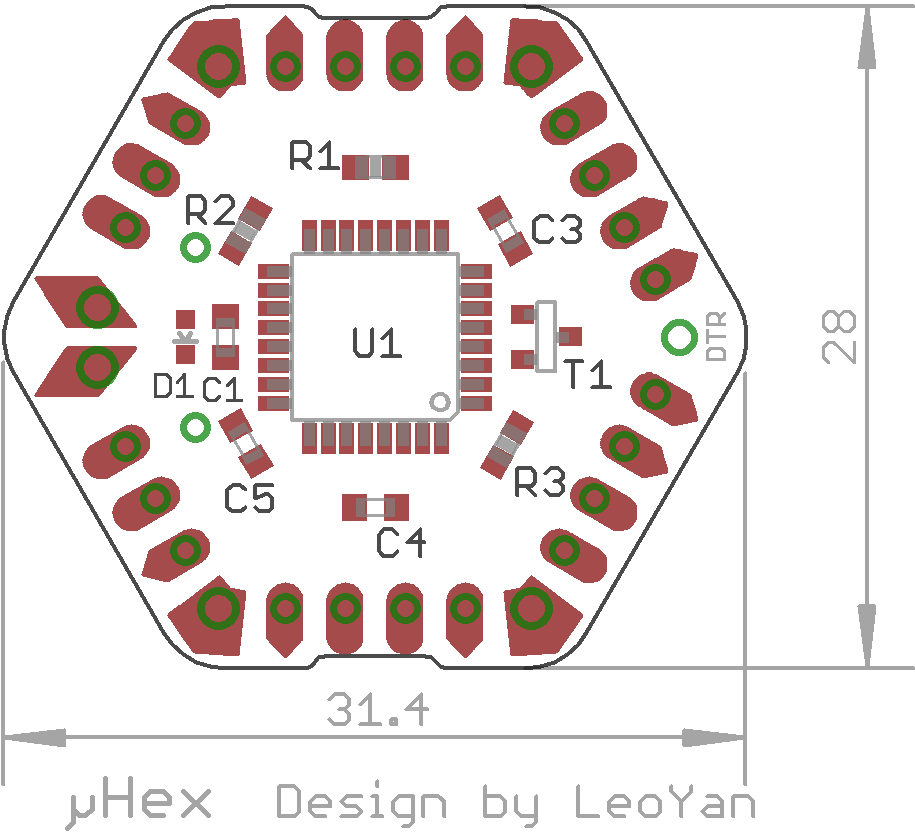 R1
R2
C3
DTR
28
U1
T1
D1
C1
C5
R3
C4
31.4
µHex Design by LeoYan